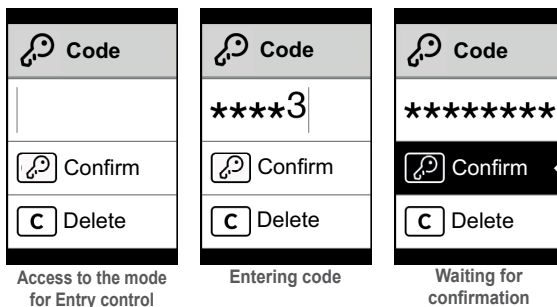 Code
Confirm
C Delete
Access to the mode
for Entry control
Code
****3
Confirm
C Delete
Entering code
Code
********
Confirm
C Delete
Waiting for
confirmation